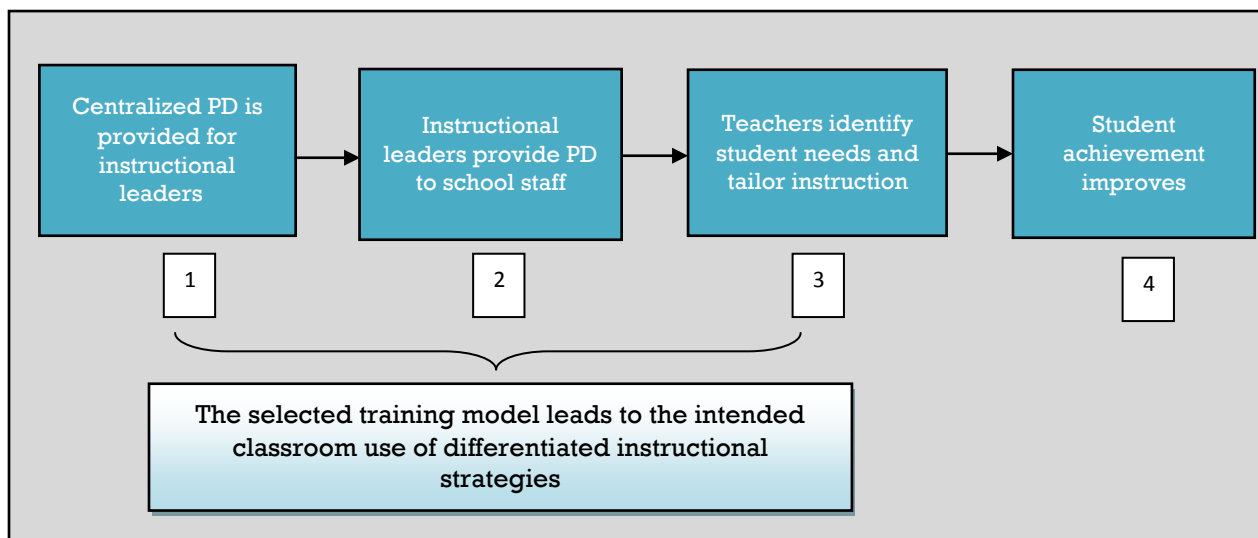 Centralized PD is
provided for
instructional
leaders
Instructional
leaders provide PD
to school staff
Teachers identify
student needs and
tailor instruction
Student
achievement
improves
1
2
3
4
The selected training model leads to the intended
classroom use of differentiated instructional
strategies